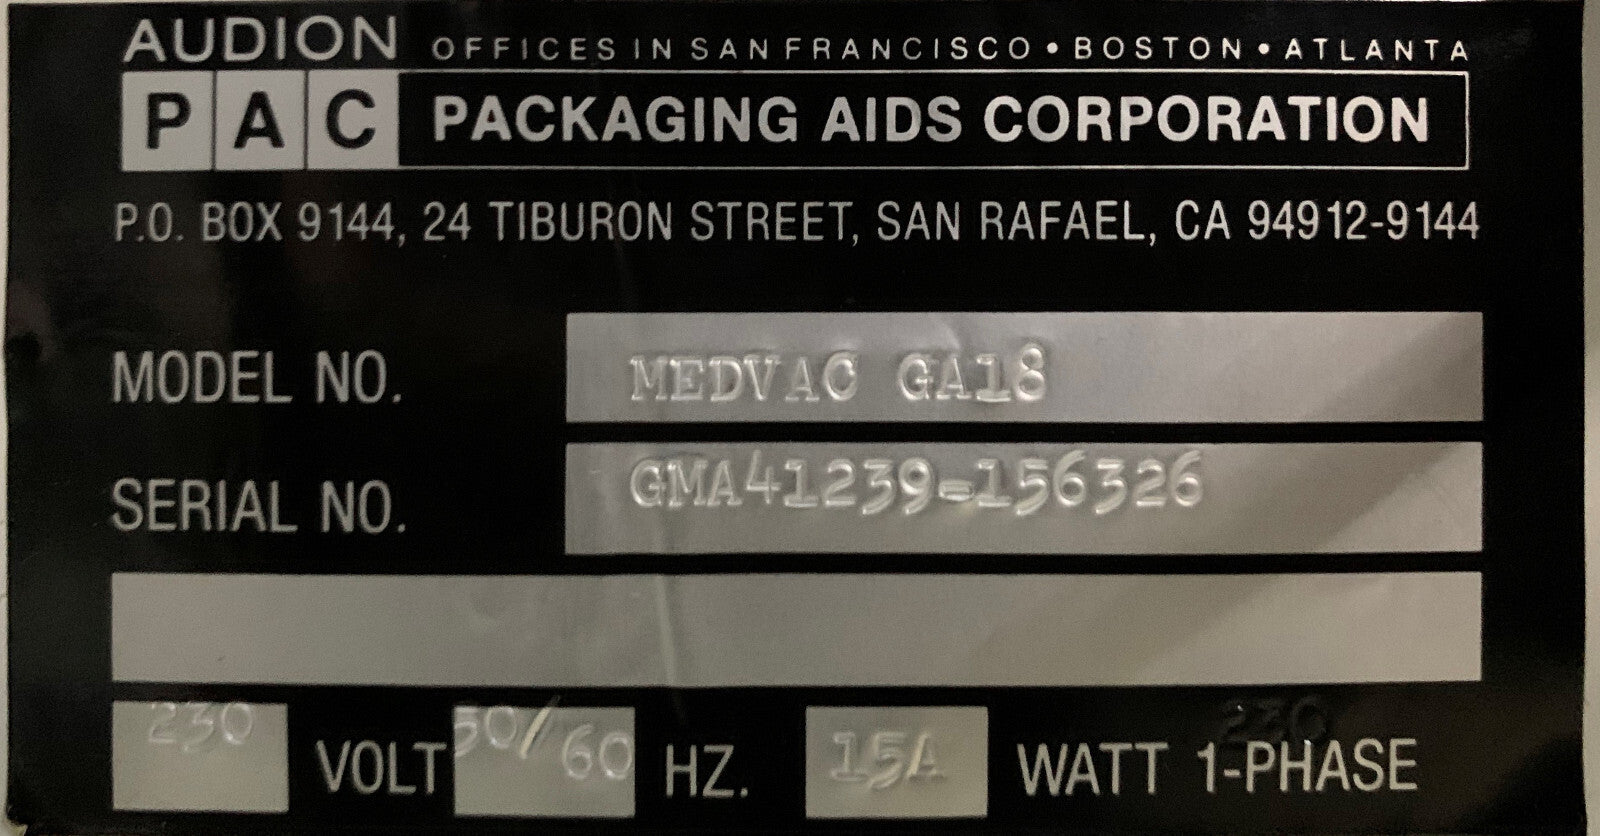 AUDION OFFICES IN SAN FRANCISCO • BOSTON • ATLANTA
PAC PACKAGING AIDS CORPORATION
P.O. BOX 9144, 24 TIBURON STREET, SAN RAFAEL, CA 94912-9144
MODEL NO. MEDVAC GA18
SERIAL NO. GMA41239-156326
230 VOLT 50/60 HZ. 15A WATT 1-PHASE
230